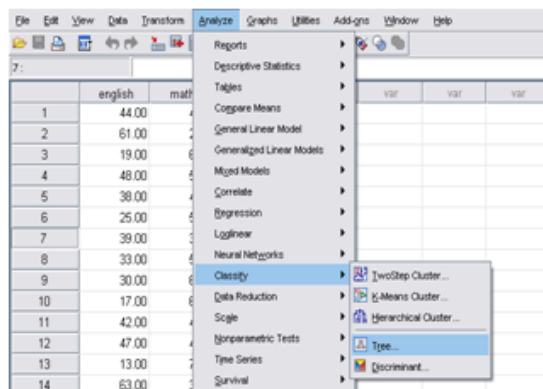 File Edit View Data Transform Analyze Graphs Utilities Add-ons Window Help
7 :
Reports
Descriptive Statistics
Tables
Compare Means
General Linear Model
Generalized Linear Models
Mixed Models
Correlate
Regression
Loglinear
Neural Networks
Classify
Data Reduction
Scale
Nonparametric Tests
Time Series
Survival
TwoStep Cluster...
K-Means Cluster...
Hierarchical Cluster...
Tree...
Discriminant...
english math var var var
1 44.00
2 61.00
3 19.00
4 48.00
5 38.00
6 25.00
7 39.00
8 33.00
9 30.00
10 17.00
11 42.00
12 47.00
13 13.00
14 63.00